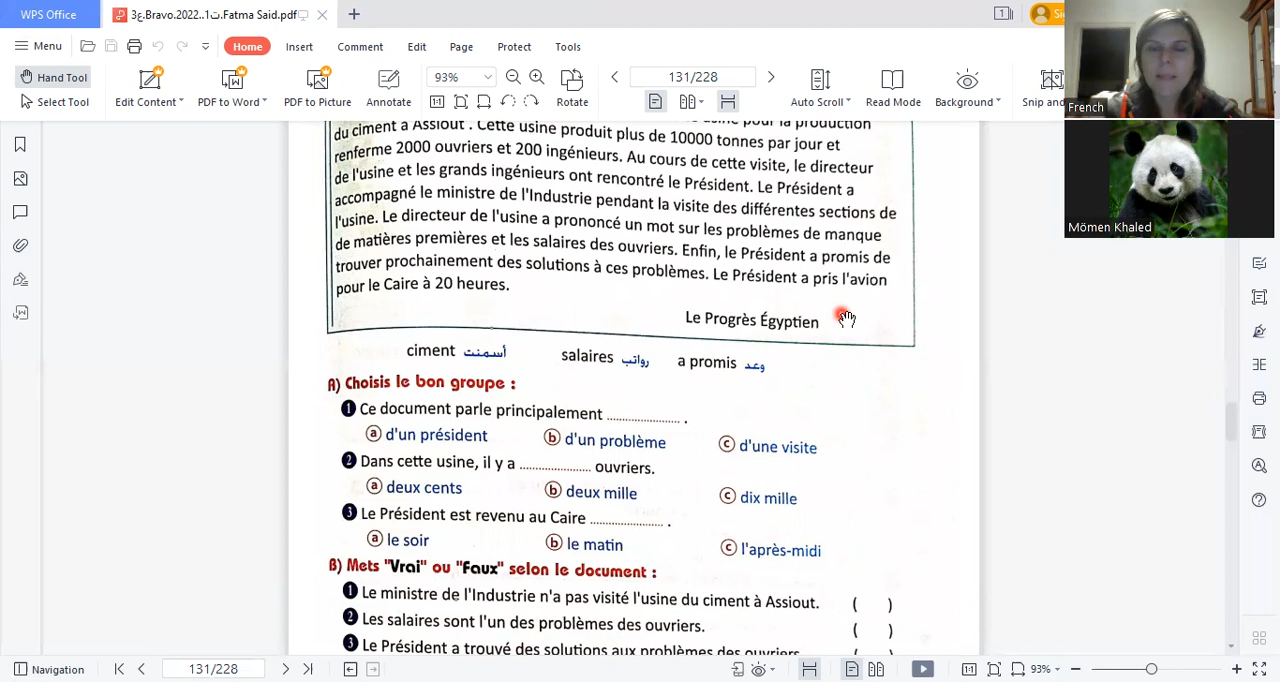 WPS Office
3ع.Bravo.2022..1ت.Fatma Said.pdf
Menu
Home
Insert
Comment
Edit
Page
Protect
Tools
Hand Tool
Select Tool
Edit Content
PDF to Word
PDF to Picture
Annotate
93%
Rotate
131/228
Auto Scroll
Read Mode
Background
Snip and
French
Mömen Khaled
pour la production
du ciment à Assiout . Cette usine produit plus de 10000 tonnes par jour et
renferme 2000 ouvriers et 200 ingénieurs. Au cours de cette visite, le directeur
de l'usine et les grands ingénieurs ont rencontré le Président. Le Président a
accompagné le ministre de l'Industrie pendant la visite des différentes sections de
l'usine. Le directeur de l'usine a prononcé un mot sur les problèmes de manque
de matières premières et les salaires des ouvriers. Enfin, le Président a promis de
trouver prochainement des solutions à ces problèmes. Le Président a pris l'avion
pour le Caire à 20 heures.
Le Progrès Égyptien
ciment أسمنت salaires رواتب a promis وعد
A) Choisis le bon groupe :
1 Ce document parle principalement .................... .
a d'un président b d'un problème c d'une visite
2 Dans cette usine, il y a .................... ouvriers.
a deux cents b deux mille c dix mille
3 Le Président est revenu au Caire .................... .
a le soir b le matin c l'après-midi
B) Mets "Vrai" ou "Faux" selon le document :
1 Le ministre de l'Industrie n'a pas visité l'usine du ciment à Assiout. ( )
2 Les salaires sont l'un des problèmes des ouvriers. ( )
3 Le Président a trouvé des solutions aux problèmes des ouvriers. ( )
Navigation
131/228
93%